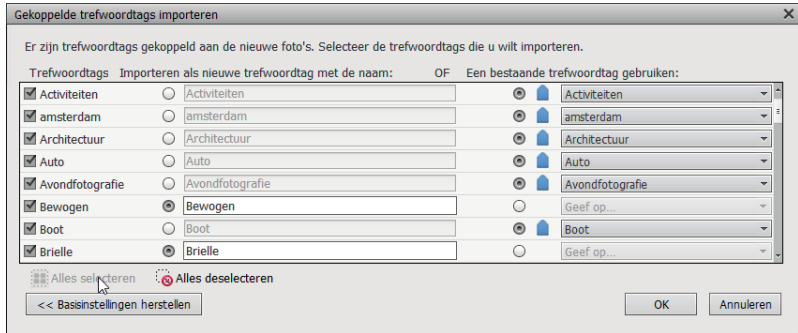 Gekoppelde trefwoordtags importeren
Er zijn trefwoordtags gekoppeld aan de nieuwe foto's. Selecteer de trefwoordtags die u wilt importeren.
Trefwoordtags Importeren als nieuwe trefwoordtag met de naam: OF Een bestaande trefwoordtag gebruiken:
Activiteiten Activiteiten Activiteiten
amsterdam amsterdam amsterdam
Architectuur Architectuur Architectuur
Auto Auto Auto
Avondfotografie Avondfotografie Avondfotografie
Bewogen Bewogen Geef op...
Boot Boot Boot
Brielle Brielle Geef op...
Alles selecteren Alles deselecteren
<< Basisinstellingen herstellen OK Annuleren